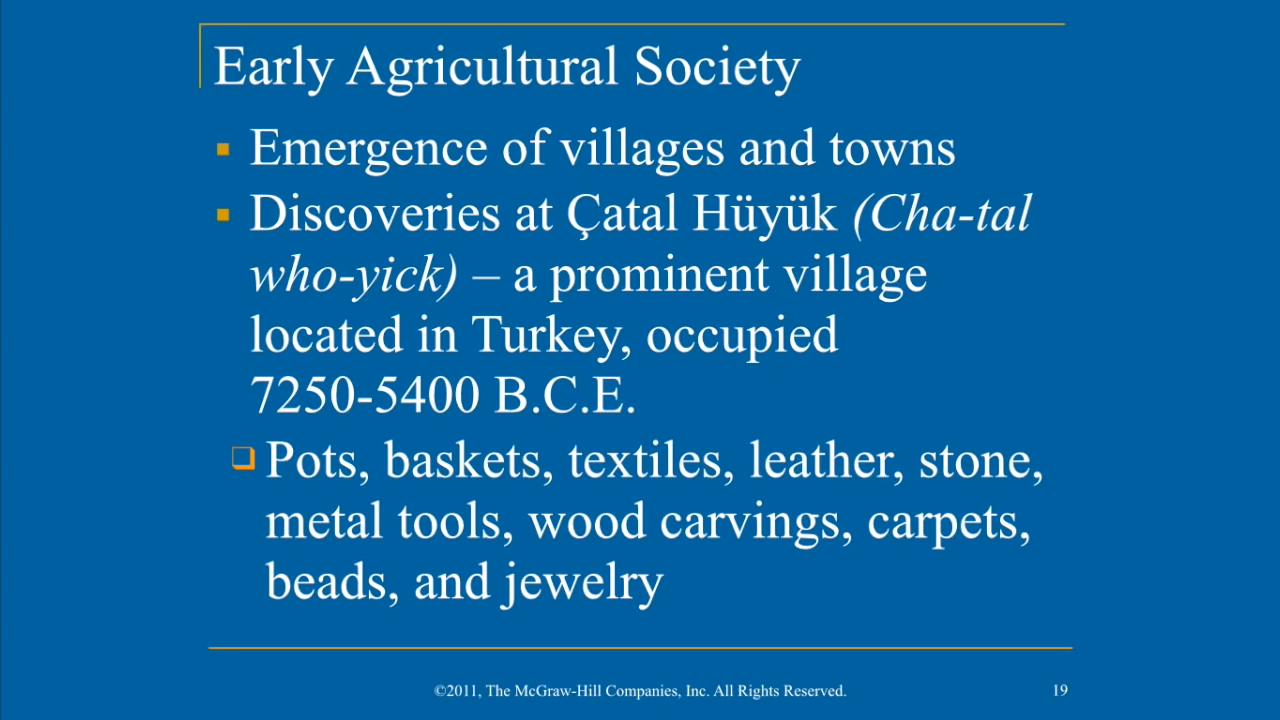 Early Agricultural Society
Emergence of villages and towns
Discoveries at Çatal Hüyük (Cha-tal
who-yick) – a prominent village
located in Turkey, occupied
7250-5400 B.C.E.
Pots, baskets, textiles, leather, stone,
metal tools, wood carvings, carpets,
beads, and jewelry
©2011, The McGraw-Hill Companies, Inc. All Rights Reserved.
19